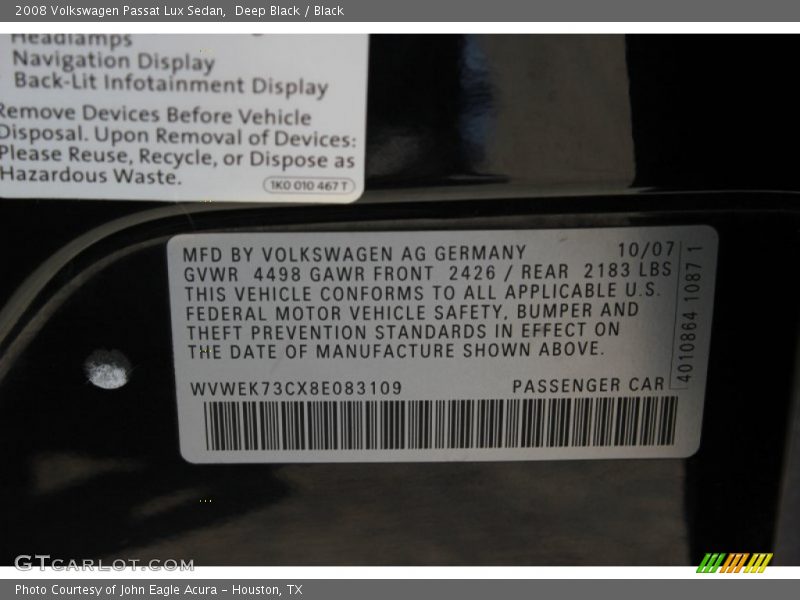 2008 Volkswagen Passat Lux Sedan,  Deep Black / Black
Headlamps
Navigation Display
Back-Lit Infotainment Display
Remove Devices Before Vehicle
Disposal. Upon Removal of Devices:
Please Reuse, Recycle, or Dispose as
Hazardous Waste.
1K0 010 467 T
MFD BY VOLKSWAGEN AG GERMANY 10/07
GVWR 4498 GAWR FRONT 2426 / REAR 2183 LBS
THIS VEHICLE CONFORMS TO ALL APPLICABLE U.S.
FEDERAL MOTOR VEHICLE SAFETY, BUMPER AND
THEFT PREVENTION STANDARDS IN EFFECT ON
THE DATE OF MANUFACTURE SHOWN ABOVE.
4010864 10871
WVWEK73CX8E083109 PASSENGER CAR
GTCARLOT.COM
Photo Courtesy of John Eagle Acura - Houston, TX